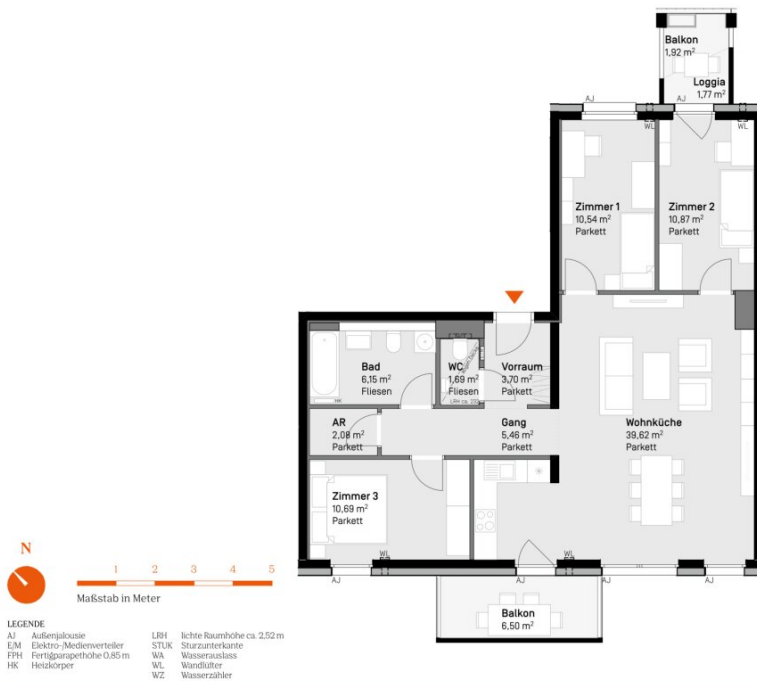 Balkon
1,92 m²
Loggia
1,77 m²
AJ
AJ
WL
WL
Zimmer 1
10,54 m²
Parkett
Zimmer 2
10,87 m²
Parkett
Bad
6,15 m²
Fliesen
HK
WC
1,69 m²
Fliesen
LRH ca. 230
Vorraum
3,70 m²
Parkett
AR
2,08 m²
Parkett
Gang
5,46 m²
Parkett
Wohnküche
39,62 m²
Parkett
Zimmer 3
10,69 m²
Parkett
WL
WL
AJ
AJ
AJ
AJ
Balkon
6,50 m²
N
1 2 3 4 5
Maßstab in Meter
LEGENDE
AJ Außenjalousie
E/M Elektro-/Medienverteiler
FPH Fertigparapethöhe 0,85 m
HK Heizkörper
LRH lichte Raumhöhe ca. 2,52 m
STUK Sturzunterkante
WA Wasserauslass
WL Wandlüfter
WZ Wasserzähler